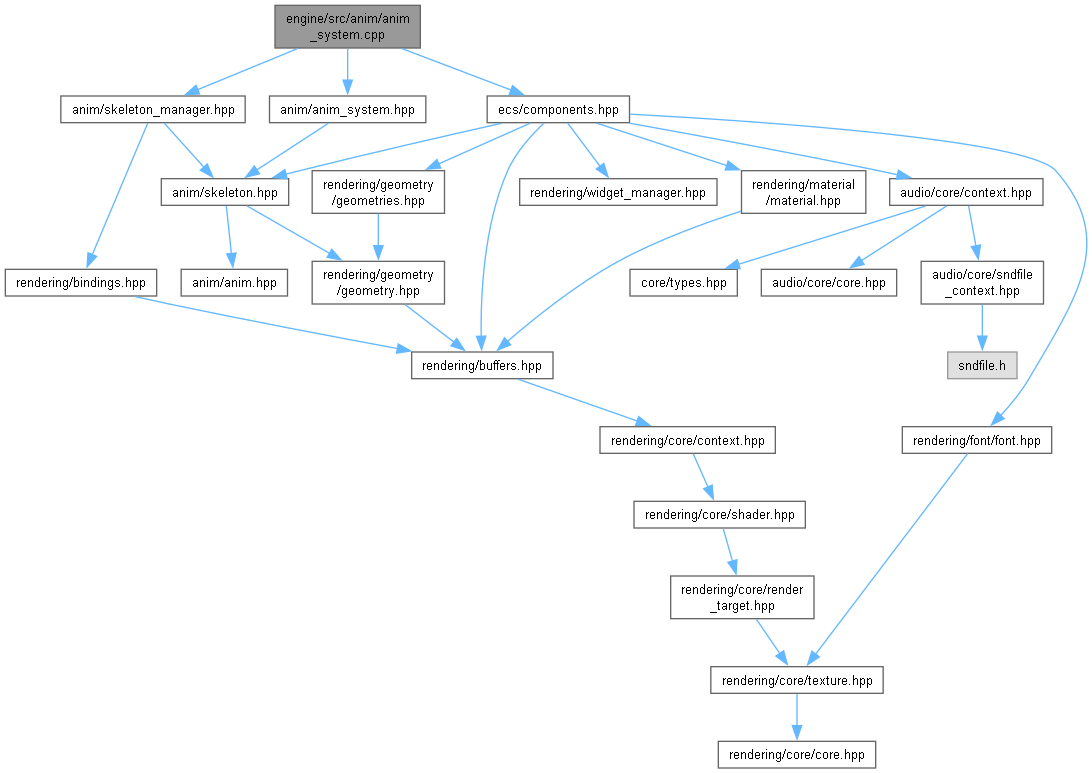 engine/src/anim/anim
_system.cpp
anim/skeleton_manager.hpp
anim/anim_system.hpp
ecs/components.hpp
anim/skeleton.hpp
rendering/geometry
/geometries.hpp
rendering/widget_manager.hpp
rendering/material
/material.hpp
audio/core/context.hpp
rendering/bindings.hpp
anim/anim.hpp
rendering/geometry
/geometry.hpp
core/types.hpp
audio/core/core.hpp
audio/core/sndfile
_context.hpp
rendering/buffers.hpp
sndfile.h
rendering/core/context.hpp
rendering/font/font.hpp
rendering/core/shader.hpp
rendering/core/render
_target.hpp
rendering/core/texture.hpp
rendering/core/core.hpp